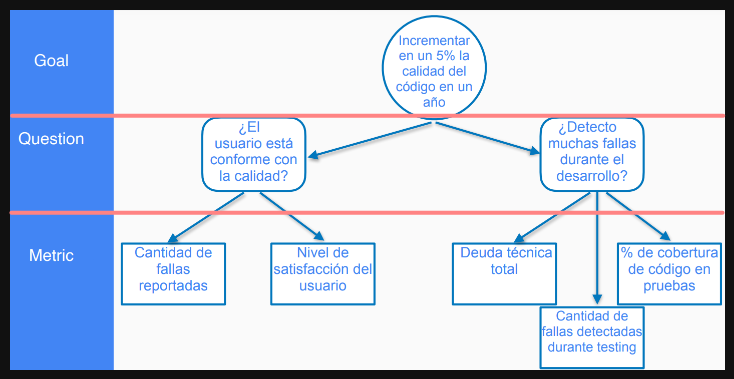 Goal
Incrementar
en un 5% la
calidad del
código en un
año
Question
¿El
usuario está
conforme con
la calidad?
¿Detecto
muchas fallas
durante el
desarrollo?
Metric
Cantidad de
fallas
reportadas
Nivel de
satisfacción del
usuario
Deuda técnica
total
Cantidad de
fallas detectadas
durante testing
% de cobertura
de código en
pruebas